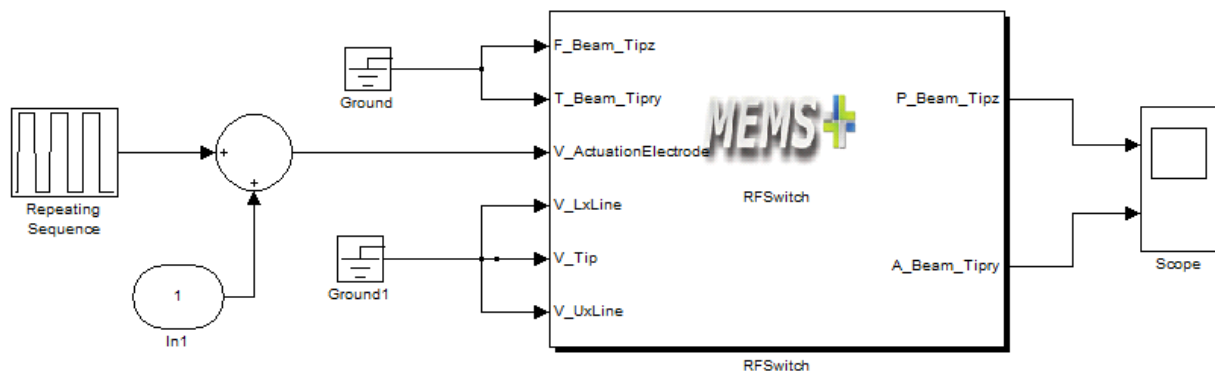 Repeating
Sequence
+
+
1
In1
Ground
Ground1
F_Beam_Tipz
T_Beam_Tipry
V_ActuationElectrode
V_LxLine
V_Tip
V_UxLine
MEMS+
RFSwitch
P_Beam_Tipz
A_Beam_Tipry
RFSwitch
Scope